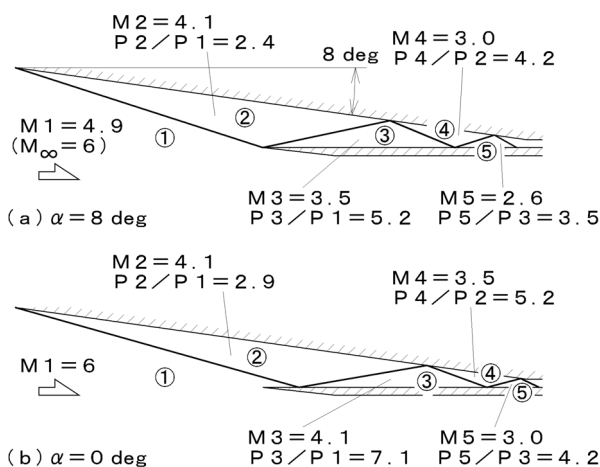 M2=4.1
P2/P1=2.4
8 deg
M4=3.0
P4/P2=4.2
②
④
M1=4.9
①
③
⑤
(M∞=6)
M3=3.5
M5=2.6
P3/P1=5.2
P5/P3=3.5
(a) α=8 deg
M2=4.1
P2/P1=2.9
M4=3.5
P4/P2=5.2
②
M1=6
①
③
④
⑤
M3=4.1
M5=3.0
P3/P1=7.1
P5/P3=4.2
(b) α=0 deg